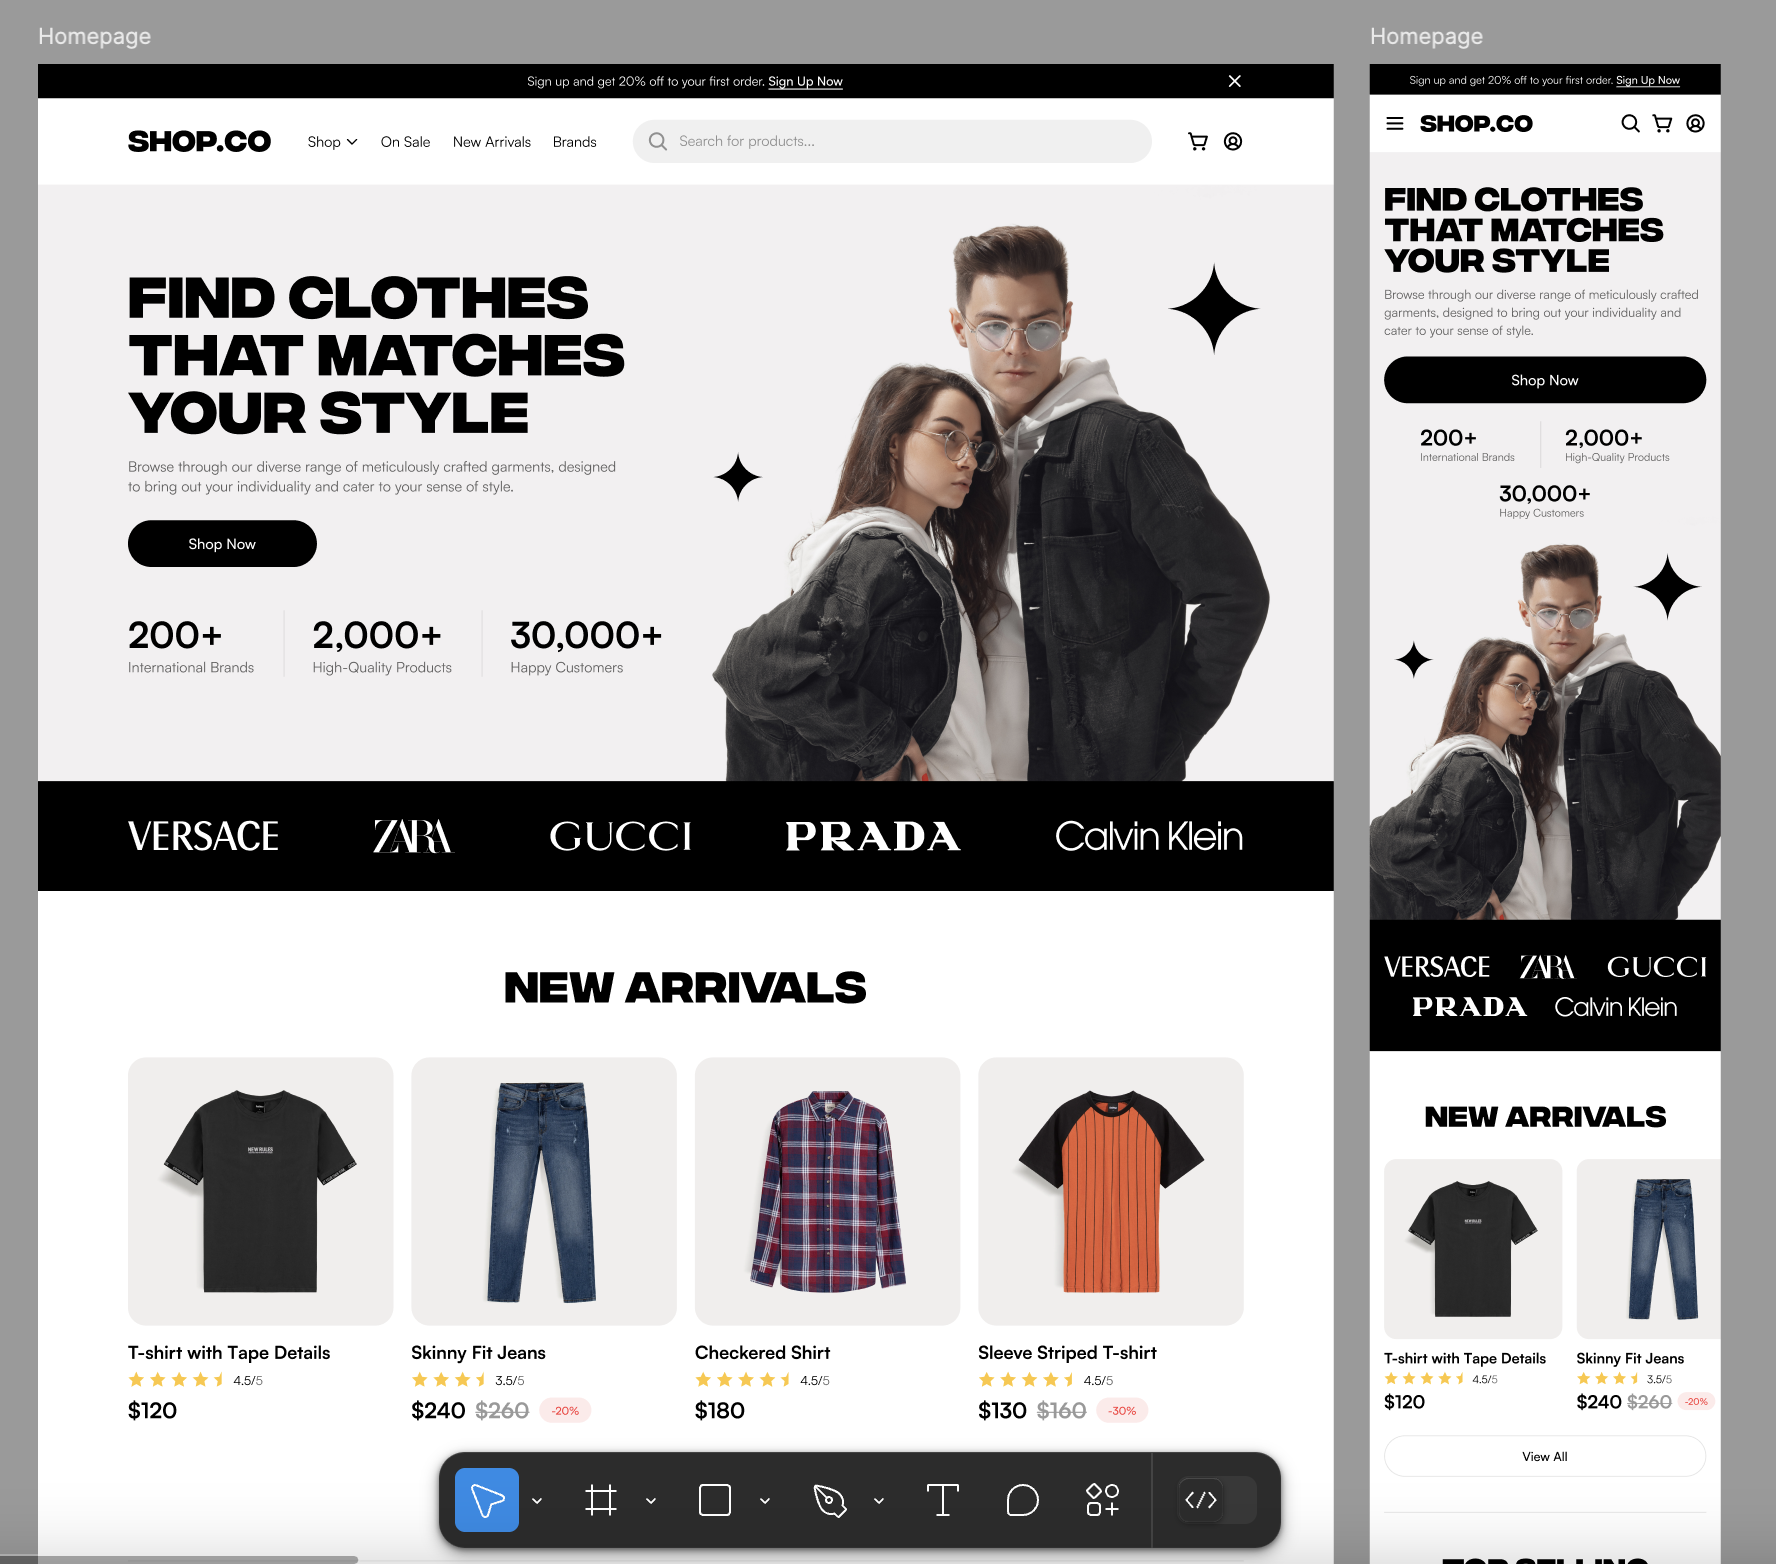 Homepage
Sign up and get 20% off to your first order. Sign Up Now
SHOP.CO
Shop
On Sale
New Arrivals
Brands
Search for products...
FIND CLOTHES
THAT MATCHES
YOUR STYLE
Browse through our diverse range of meticulously crafted garments, designed
to bring out your individuality and cater to your sense of style.
Shop Now
200+
International Brands
2,000+
High-Quality Products
30,000+
Happy Customers
VERSACE
ZARA
GUCCI
PRADA
Calvin Klein
NEW ARRIVALS
NEW RULES
T-shirt with Tape Details
4.5/5
$120
Skinny Fit Jeans
3.5/5
$240 $260 -20%
Checkered Shirt
4.5/5
$180
Sleeve Striped T-shirt
4.5/5
$130 $160 -30%
Homepage
Sign up and get 20% off to your first order. Sign Up Now
SHOP.CO
FIND CLOTHES
THAT MATCHES
YOUR STYLE
Browse through our diverse range of meticulously crafted
garments, designed to bring out your individuality and
cater to your sense of style.
Shop Now
200+
International Brands
2,000+
High-Quality Products
30,000+
Happy Customers
VERSACE
ZARA
GUCCI
PRADA
Calvin Klein
NEW ARRIVALS
NEW RULES
T-shirt with Tape Details
4.5/5
$120
Skinny Fit Jeans
3.5/5
$240 $260 -20%
View All
TOP SELLING